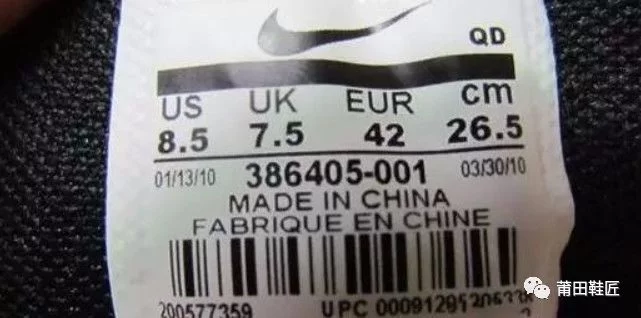 QD
US UK EUR cm
8.5 7.5 42 26.5
01/13/10 386405-001 03/30/10
MADE IN CHINA
FABRIQUE EN CHINE
200577359 UPC
莆田鞋匠